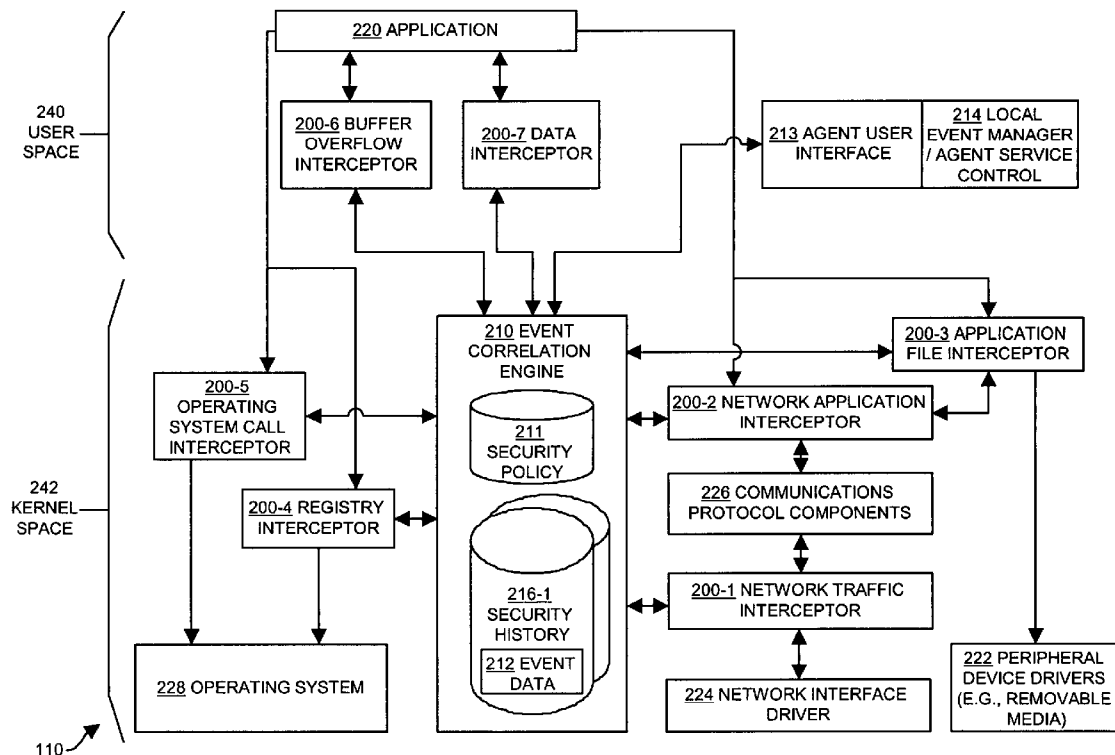 220 APPLICATION
240
USER
SPACE
200-6 BUFFER
OVERFLOW
INTERCEPTOR
200-7 DATA
INTERCEPTOR
213 AGENT USER
INTERFACE
214 LOCAL
EVENT MANAGER
/ AGENT SERVICE
CONTROL
210 EVENT
CORRELATION
ENGINE
200-3 APPLICATION
FILE INTERCEPTOR
200-5
OPERATING
SYSTEM CALL
INTERCEPTOR
211
SECURITY
POLICY
200-2 NETWORK APPLICATION
INTERCEPTOR
242
KERNEL
SPACE
200-4 REGISTRY
INTERCEPTOR
226 COMMUNICATIONS
PROTOCOL COMPONENTS
216-1
SECURITY
HISTORY
212 EVENT
DATA
200-1 NETWORK TRAFFIC
INTERCEPTOR
228 OPERATING SYSTEM
224 NETWORK INTERFACE
DRIVER
222 PERIPHERAL
DEVICE DRIVERS
(E.G., REMOVABLE
MEDIA)
110